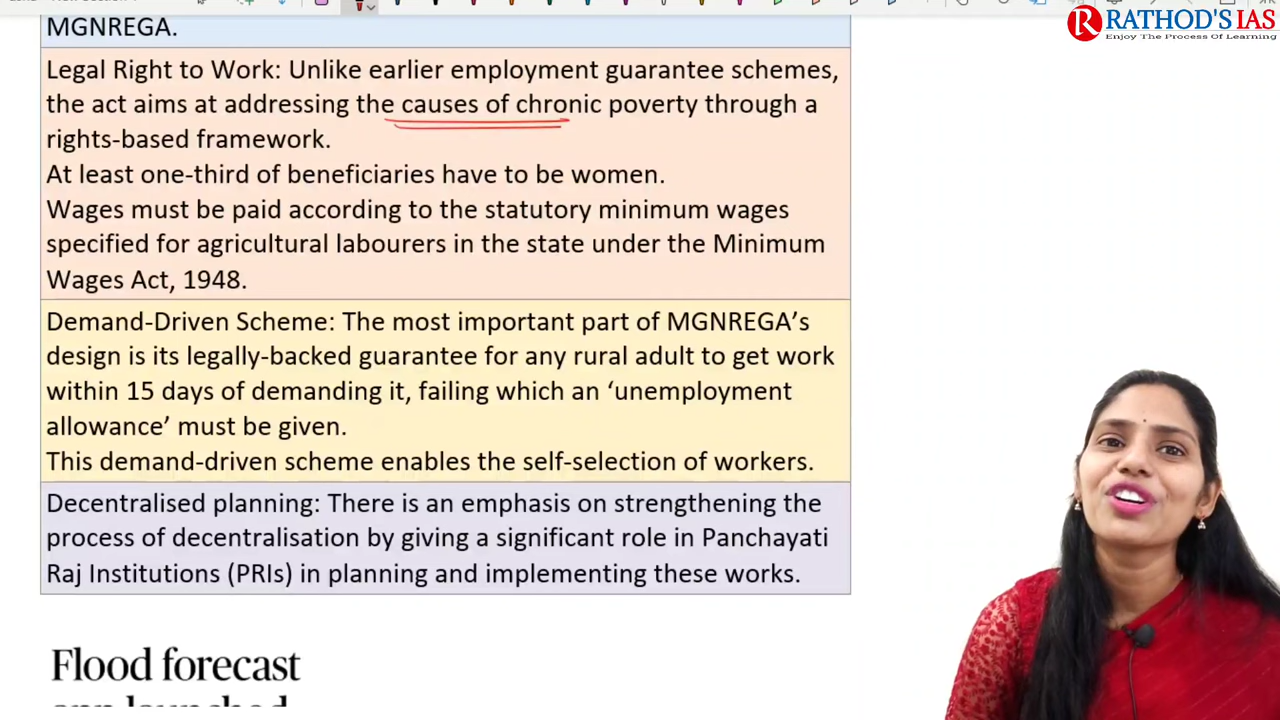 RATHOD'S IAS
Enjoy The Process Of Learning
MGNREGA.
Legal Right to Work: Unlike earlier employment guarantee schemes,
the act aims at addressing the causes of chronic poverty through a
rights-based framework.
At least one-third of beneficiaries have to be women.
Wages must be paid according to the statutory minimum wages
specified for agricultural labourers in the state under the Minimum
Wages Act, 1948.
Demand-Driven Scheme: The most important part of MGNREGA’s
design is its legally-backed guarantee for any rural adult to get work
within 15 days of demanding it, failing which an ‘unemployment
allowance’ must be given.
This demand-driven scheme enables the self-selection of workers.
Decentralised planning: There is an emphasis on strengthening the
process of decentralisation by giving a significant role in Panchayati
Raj Institutions (PRIs) in planning and implementing these works.
Flood forecast
app launched